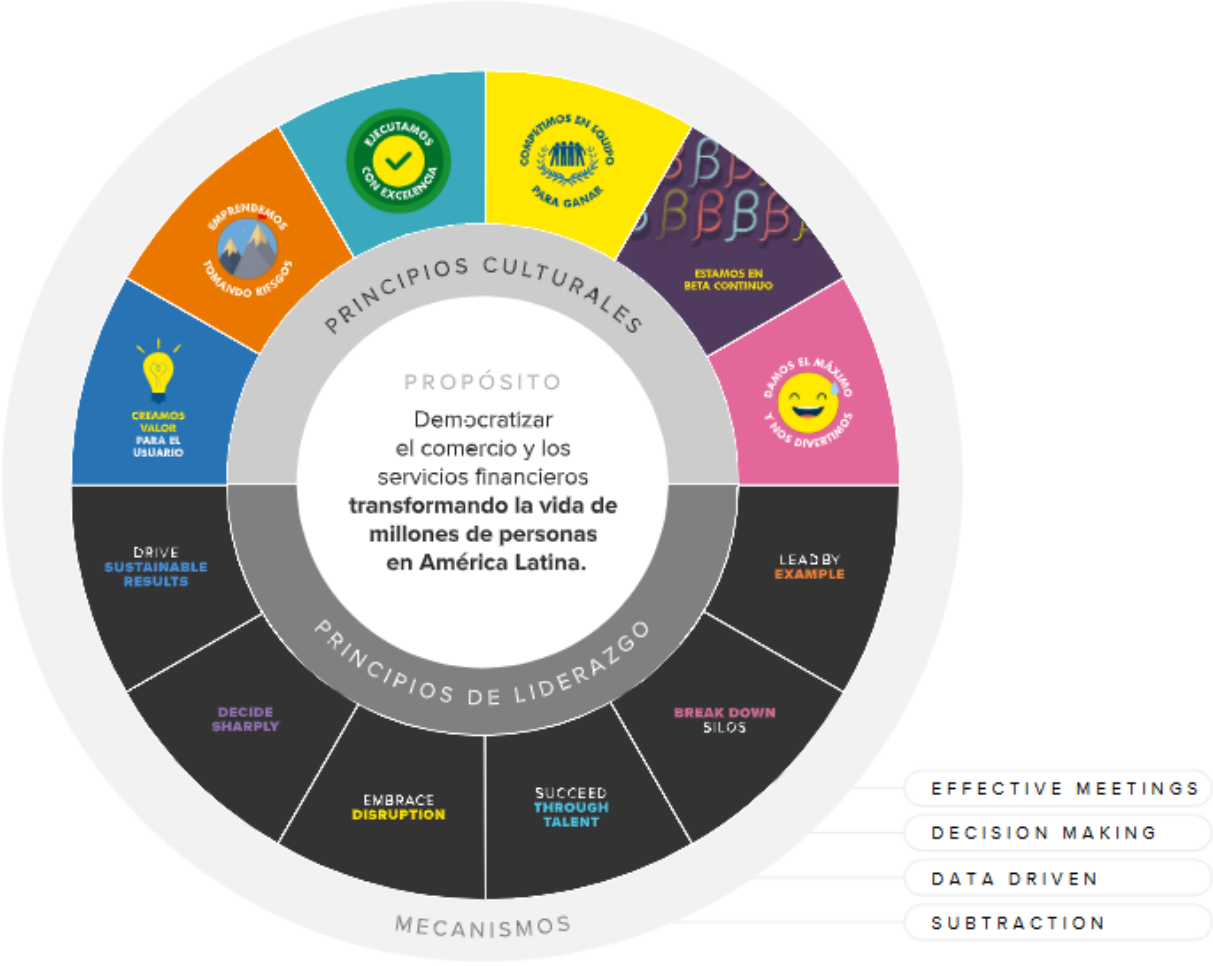 EJECUTAMOS
CON EXCELENCIA
COMPETIMOS EN EQUIPO
PARA GANAR
EMPRENDEMOS
TOMANDO RIESGOS
ESTAMOS EN
BETA CONTINUO
CREAMOS
VALOR
PARA EL
USUARIO
DAMOS EL MÁXIMO
Y NOS DIVERTIMOS
PRINCIPIOS CULTURALES
PROPÓSITO
Democratizar
el comercio y los
servicios financieros
transformando la vida de
millones de personas
en América Latina.
PRINCIPIOS DE LIDERAZGO
DRIVE
SUSTAINABLE
RESULTS
DECIDE
SHARPLY
EMBRACE
DISRUPTION
SUCCEED
THROUGH
TALENT
BREAK DOWN
SILOS
LEAD BY
EXAMPLE
MECANISMOS
EFFECTIVE MEETINGS
DECISION MAKING
DATA DRIVEN
SUBTRACTION